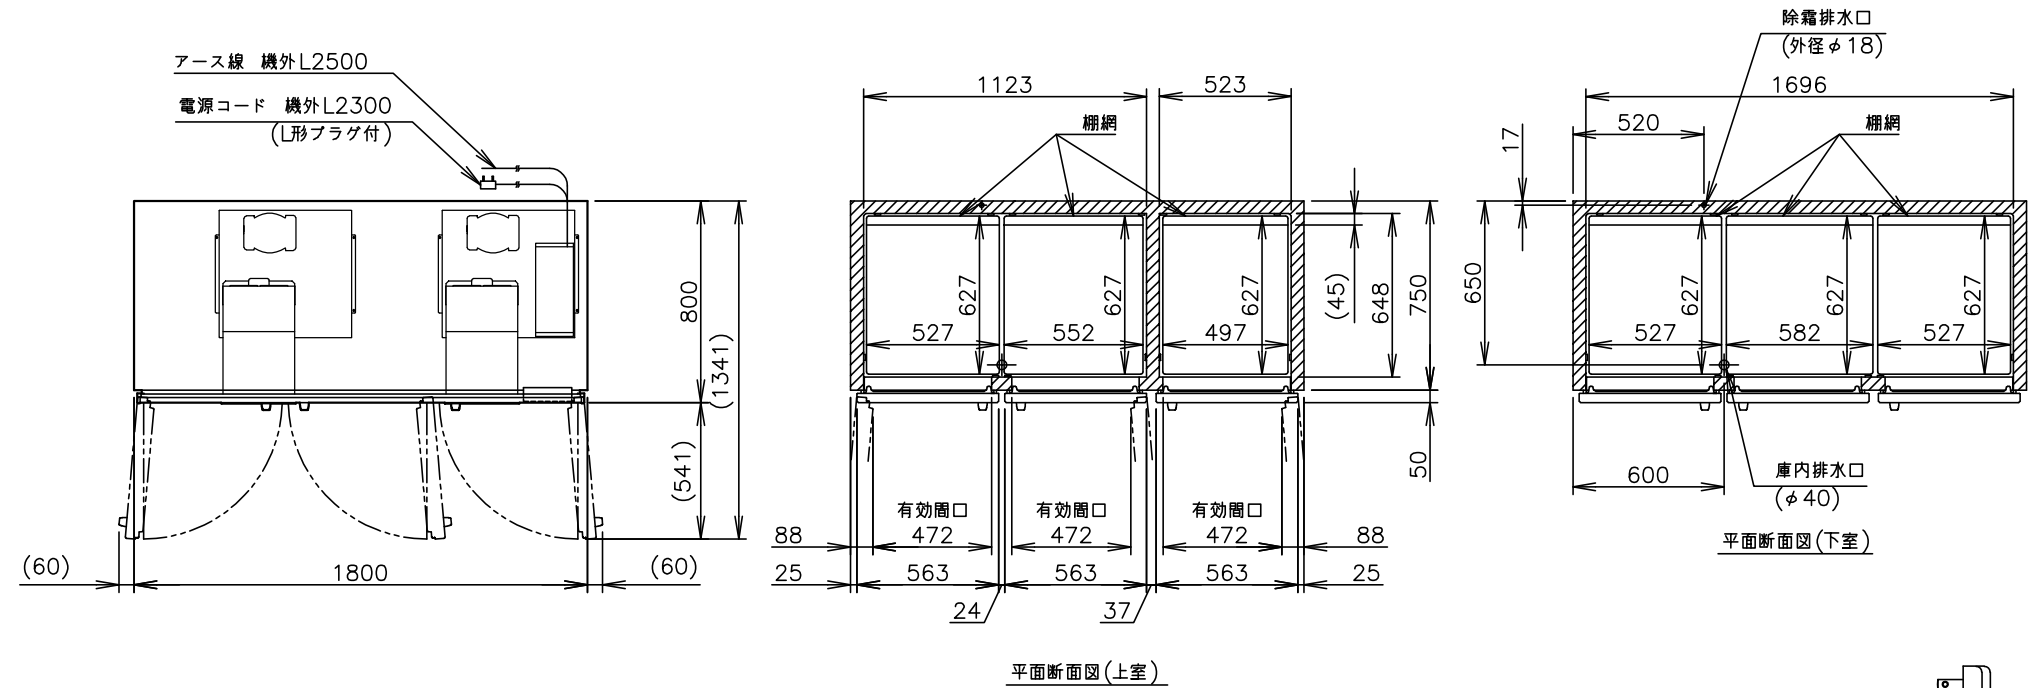 アース線 機外L2500
電源コード 機外L2300
(L形プラグ付)
800
(1341)
(541)
(60)
1800
(60)
1123
523
棚網
627
627
627
527
552
497
(45)
648
750
50
有効間口
有効間口
有効間口
88
472
472
472
88
25
563
563
563
25
24
37
平面断面図(上室)
除霜排水口
(外径φ18)
1696
520
棚網
17
650
627
627
627
527
582
527
600
庫内排水口
(φ40)
平面断面図(下室)